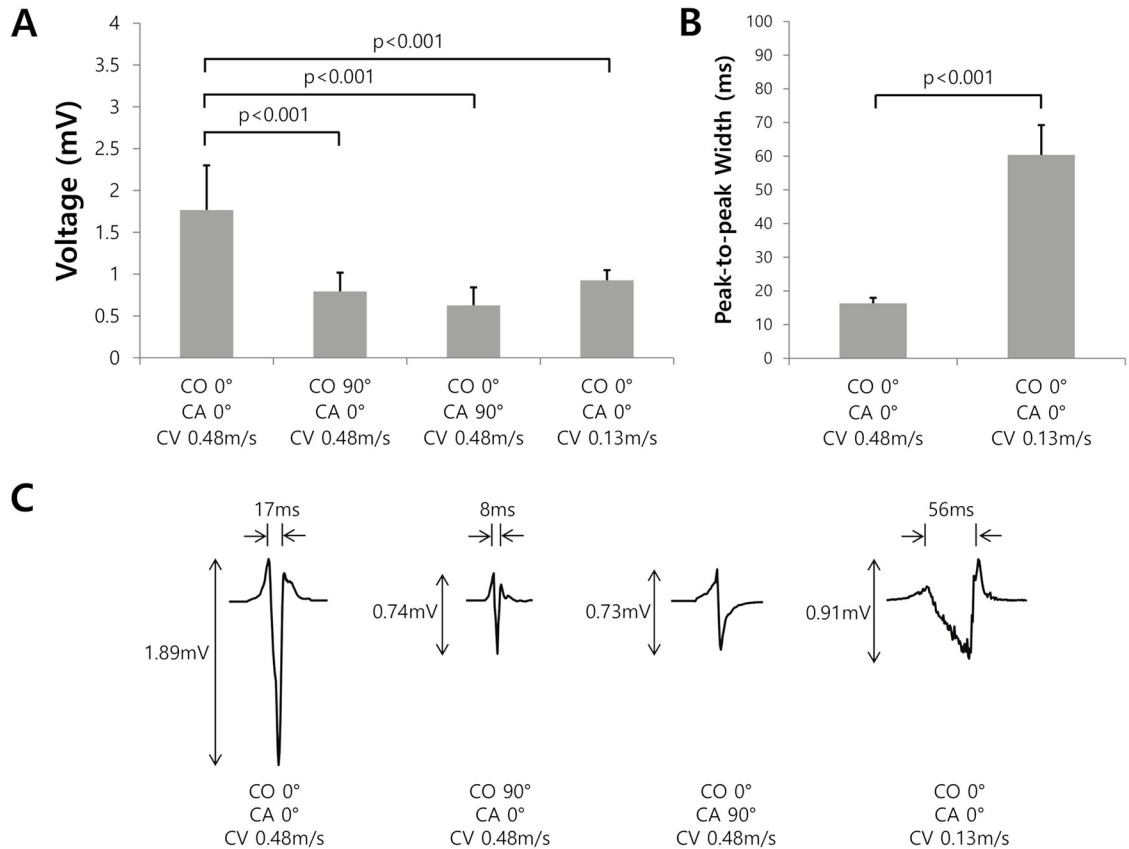 A
Voltage (mV)
4
3.5
3
2.5
2
1.5
1
0.5
0
p<0.001
p<0.001
p<0.001
CO 0° CO 90° CO 0° CO 0°
CA 0° CA 0° CA 90° CA 0°
CV 0.48m/s CV 0.48m/s CV 0.48m/s CV 0.13m/s
B
Peak-to-peak Width (ms)
100
90
80
70
60
50
40
30
20
10
0
p<0.001
CO 0° CO 0°
CA 0° CA 0°
CV 0.48m/s CV 0.13m/s
C
17ms 8ms 56ms
1.89mV 0.74mV 0.73mV 0.91mV
CO 0° CO 90° CO 0° CO 0°
CA 0° CA 0° CA 90° CA 0°
CV 0.48m/s CV 0.48m/s CV 0.48m/s CV 0.13m/s